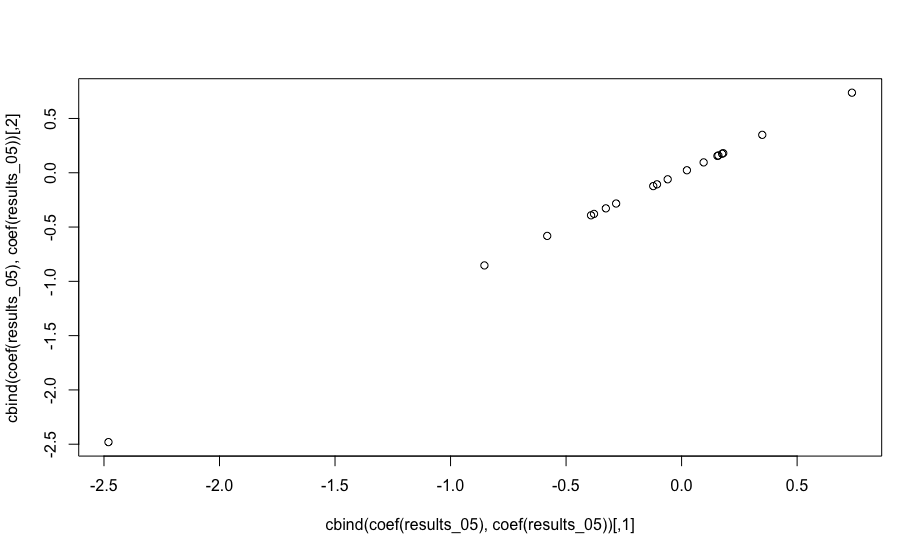 cbind(coef(results_05), coef(results_05))[,2]
0.5
0.0
-0.5
-1.0
-1.5
-2.0
-2.5
-2.5 -2.0 -1.5 -1.0 -0.5 0.0 0.5
cbind(coef(results_05), coef(results_05))[,1]